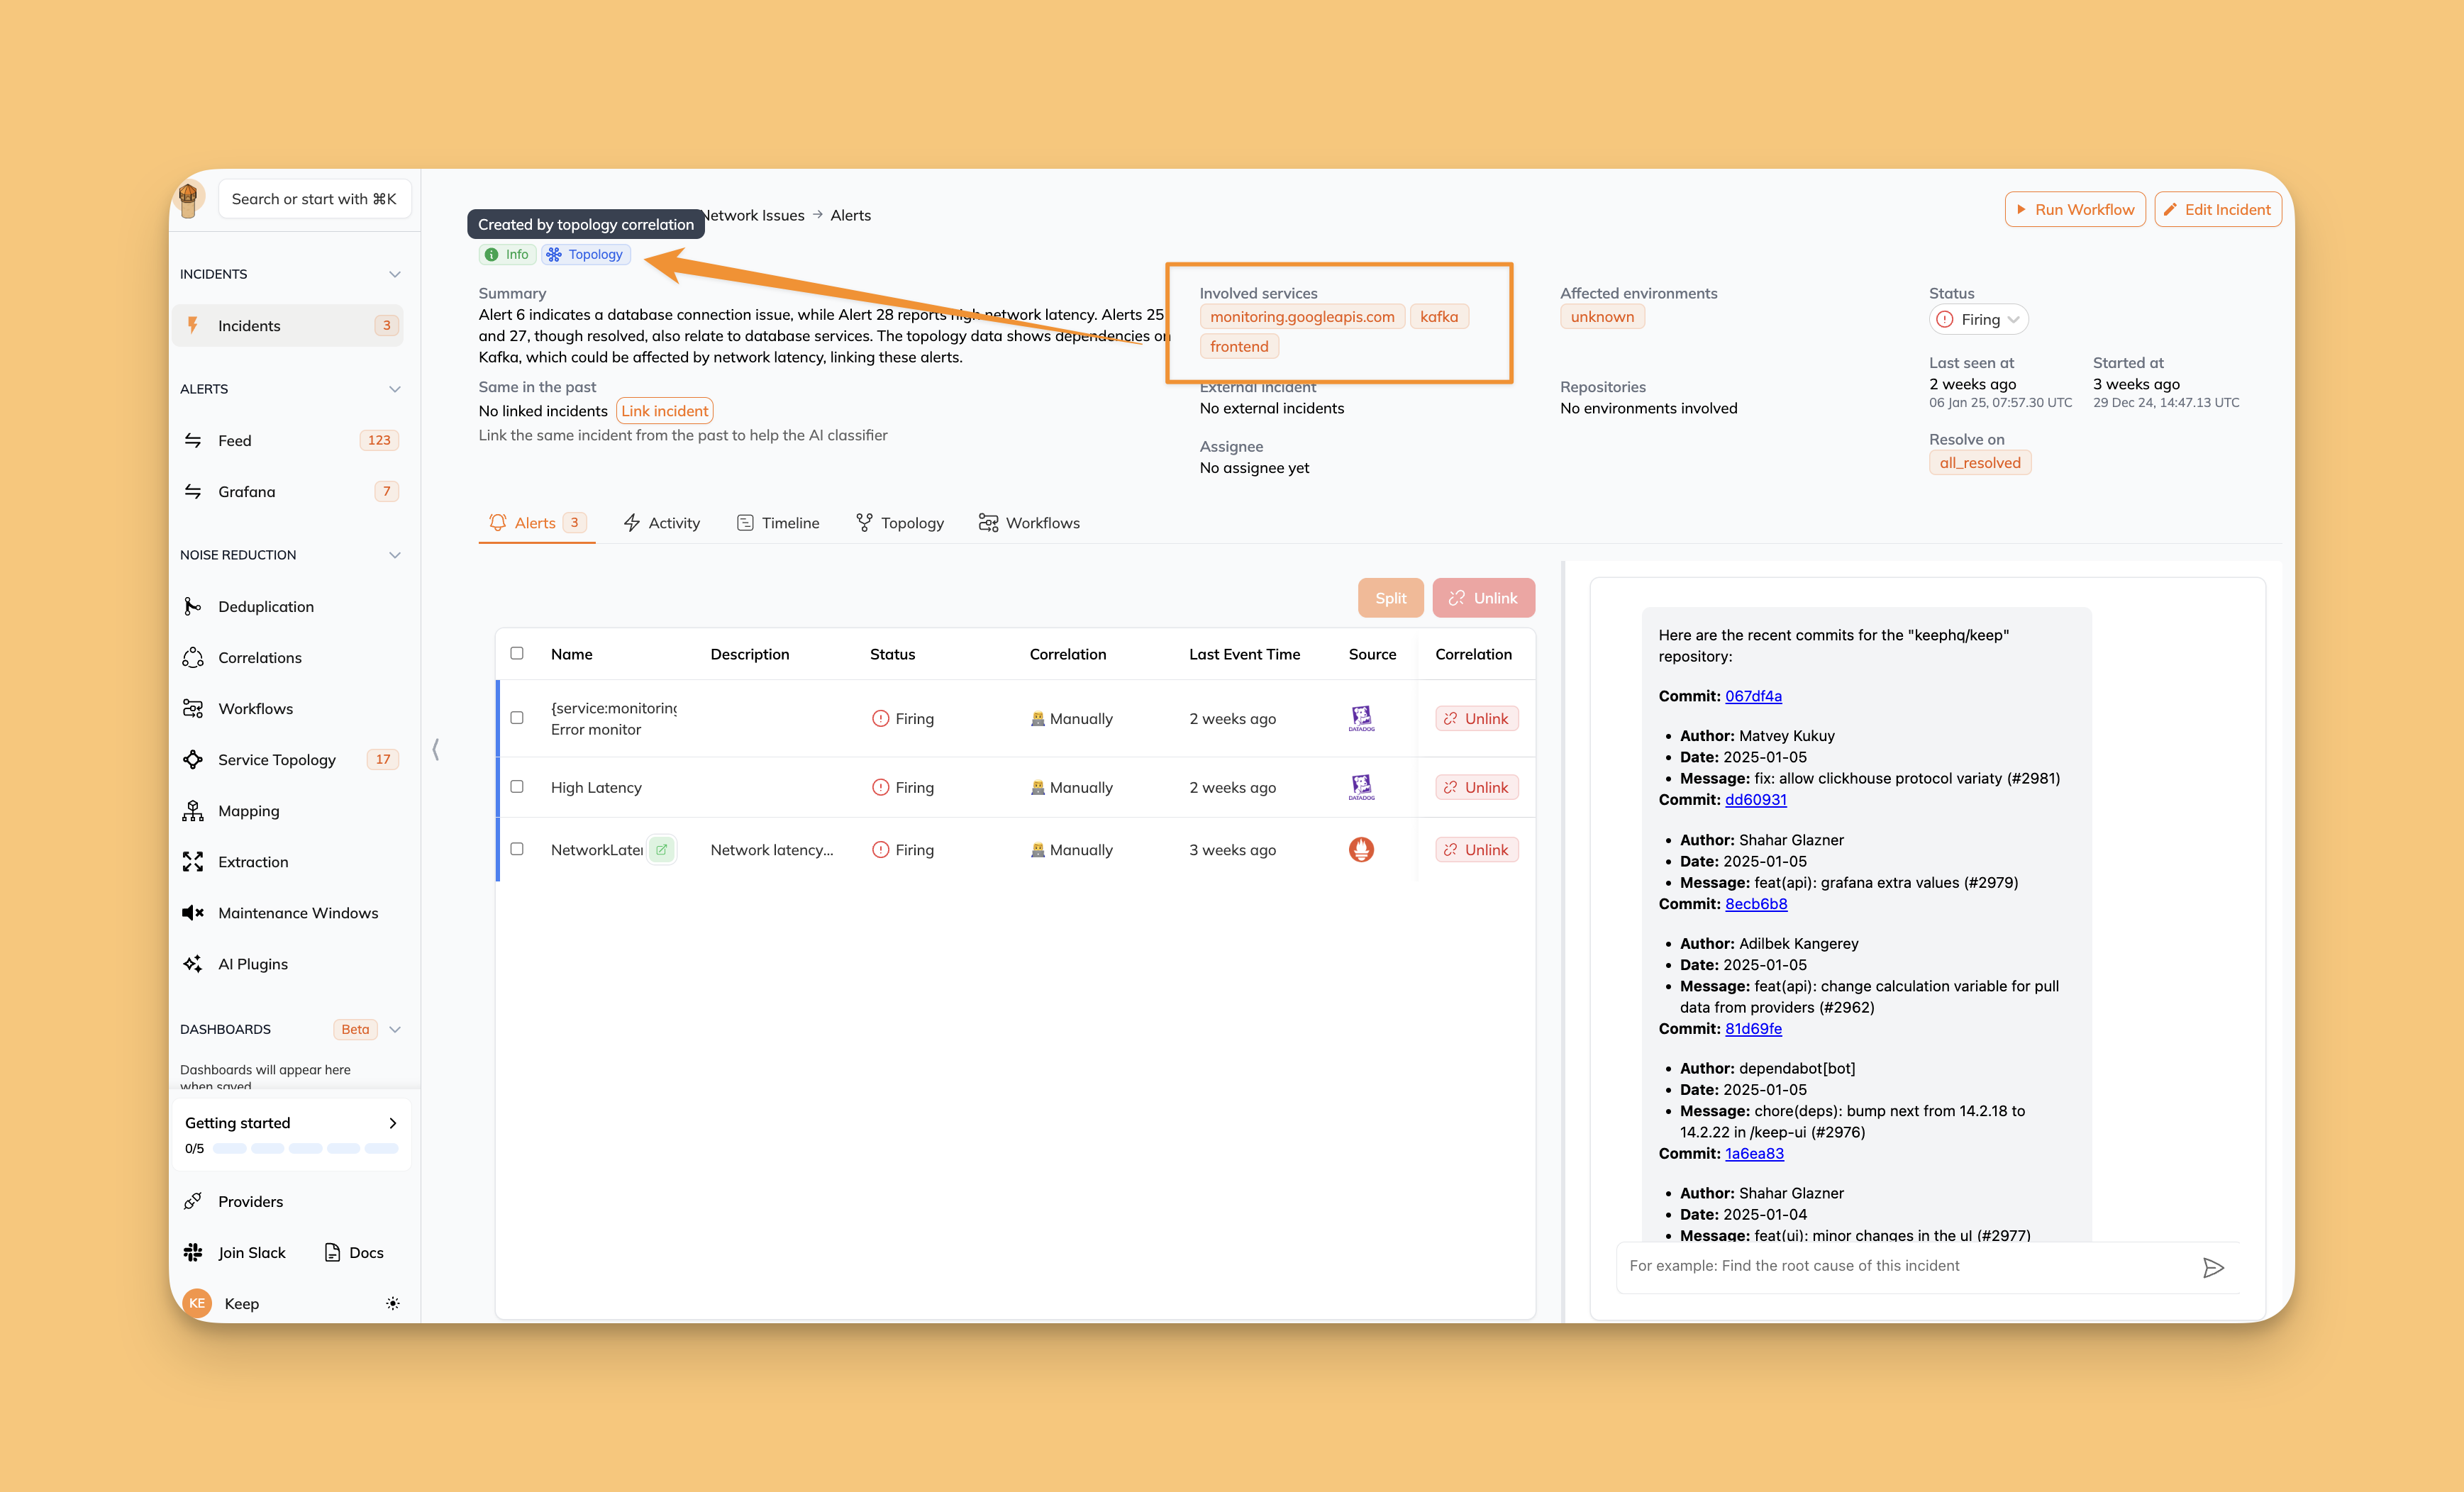 Search or start with ⌘K
INCIDENTS
Incidents 3
ALERTS
Feed 123
Grafana 7
NOISE REDUCTION
Deduplication
Correlations
Workflows
Service Topology 17
Mapping
Extraction
Maintenance Windows
AI Plugins
DASHBOARDS Beta
Dashboards will appear here
when saved
Getting started
0/5
Providers
Join Slack Docs
KE Keep
Created by topology correlation
Network Issues → Alerts
Run Workflow Edit Incident
Info Topology
Summary
Alert 6 indicates a database connection issue, while Alert 28 reports high network latency. Alerts 25
and 27, though resolved, also relate to database services. The topology data shows dependencies on
Kafka, which could be affected by network latency, linking these alerts.
Same in the past
No linked incidents Link incident
Link the same incident from the past to help the AI classifier
Involved services
monitoring.googleapis.com kafka
frontend
External incident
No external incidents
Assignee
No assignee yet
Affected environments
unknown
Repositories
No environments involved
Status
Firing
Last seen at Started at
2 weeks ago 3 weeks ago
06 Jan 25, 07:57.30 UTC 29 Dec 24, 14:47.13 UTC
Resolve on
all_resolved
Alerts 3 Activity Timeline Topology Workflows
Split Unlink
Name Description Status Correlation Last Event Time Source Correlation
{service:monitoring
Error monitor
Firing Manually 2 weeks ago DATADOG Unlink
High Latency Firing Manually 2 weeks ago DATADOG Unlink
NetworkLater Network latency... Firing Manually 3 weeks ago Unlink
Here are the recent commits for the "keephq/keep"
repository:
Commit: 067df4a
• Author: Matvey Kukuy
• Date: 2025-01-05
• Message: fix: allow clickhouse protocol variaty (#2981)
Commit: dd60931
• Author: Shahar Glazner
• Date: 2025-01-05
• Message: feat(api): grafana extra values (#2979)
Commit: 8ecb6b8
• Author: Adilbek Kangerey
• Date: 2025-01-05
• Message: feat(api): change calculation variable for pull
data from providers (#2962)
Commit: 81d69fe
• Author: dependabot[bot]
• Date: 2025-01-05
• Message: chore(deps): bump next from 14.2.18 to
14.2.22 in /keep-ui (#2976)
Commit: 1a6ea83
• Author: Shahar Glazner
• Date: 2025-01-04
• Message: feat(ui): minor changes in the uI (#2977)
For example: Find the root cause of this incident